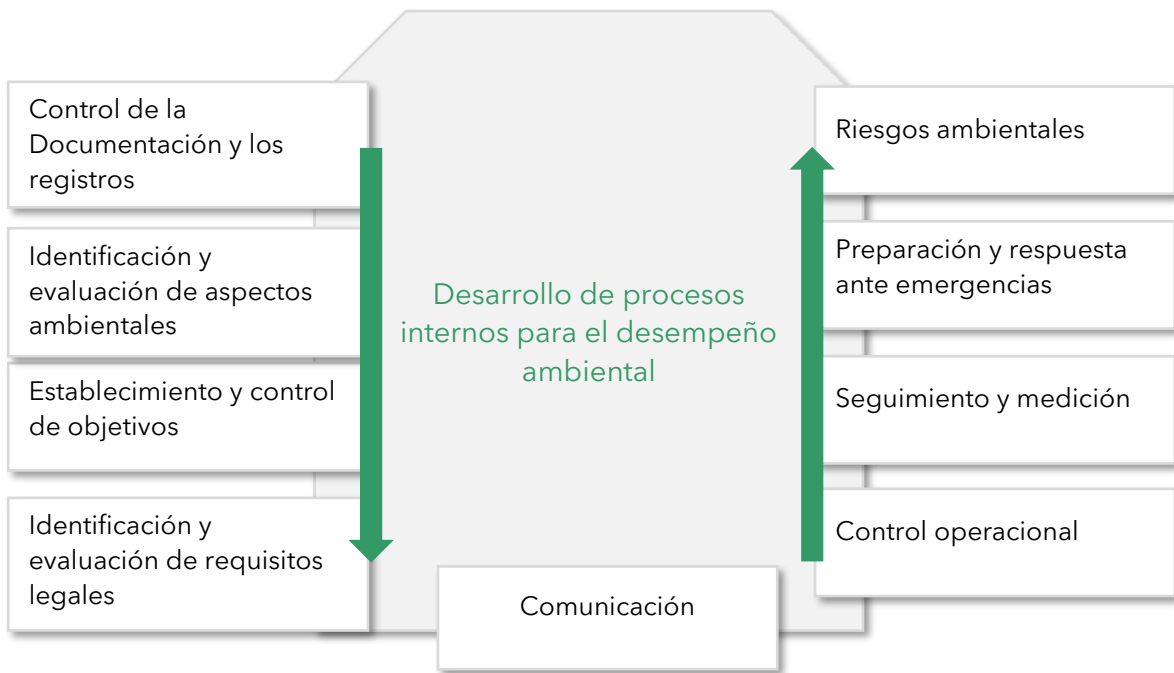 Control de la
Documentación y los
registros
Identificación y
evaluación de aspectos
ambientales
Establecimiento y control
de objetivos
Identificación y
evaluación de requisitos
legales
Desarrollo de procesos
internos para el desempeño
ambiental
Comunicación
Riesgos ambientales
Preparación y respuesta
ante emergencias
Seguimiento y medición
Control operacional